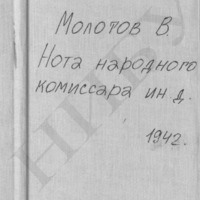 Молотов В
Нота народного
комиссара ин д.
1942.